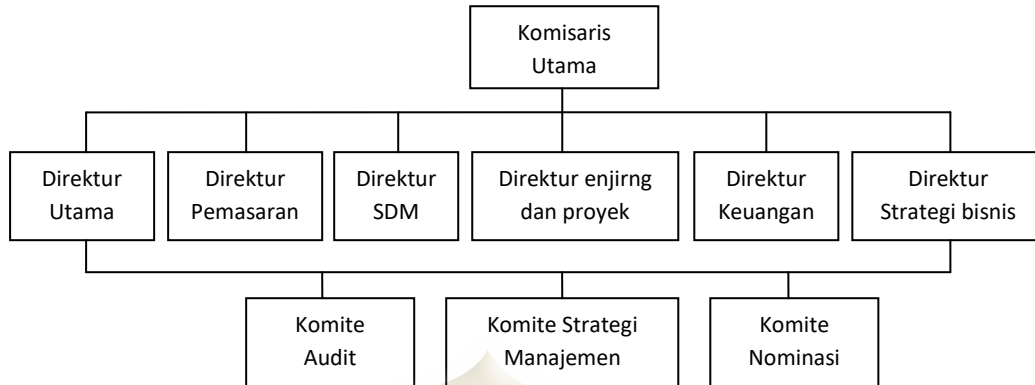 Komisaris
Utama
Direktur
Utama
Direktur
Pemasaran
Direktur
SDM
Direktur enjirng
dan proyek
Direktur
Keuangan
Direktur
Strategi bisnis
Komite
Audit
Komite Strategi
Manajemen
Komite
Nominasi